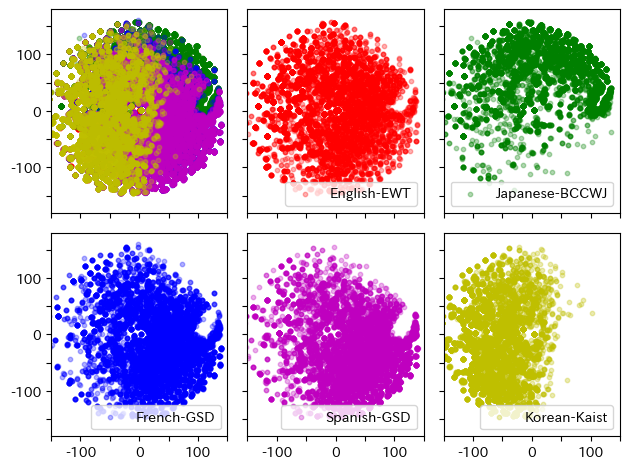 100
0
-100
English-EWT
Japanese-BCCWJ
100
0
-100
French-GSD
Spanish-GSD
Korean-Kaist
-100 0 100 -100 0 100 -100 0 100